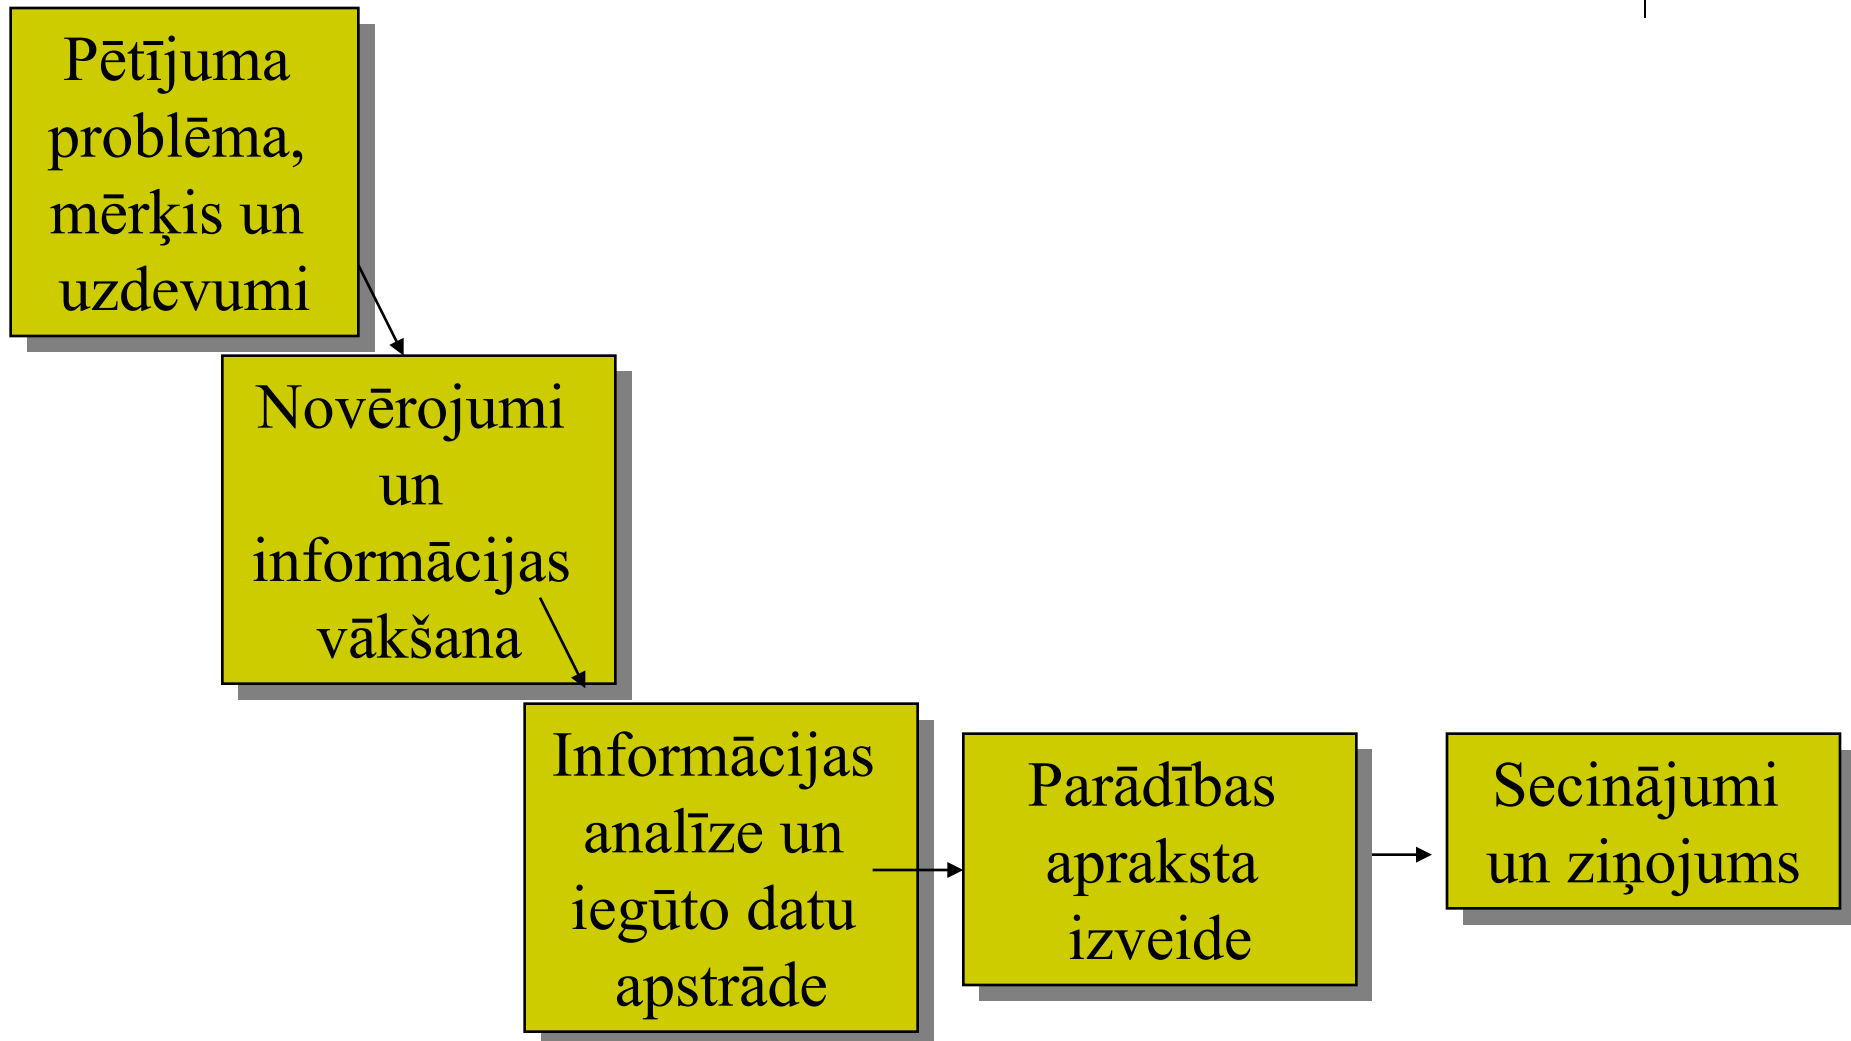 Pētījuma
problēma,
mērķis un
uzdevumi
Novērojumi
un
informācijas
vākšana
Informācijas
analīze un
iegūto datu
apstrāde
Parādības
apraksta
izveide
Secinājumi
un ziņojums